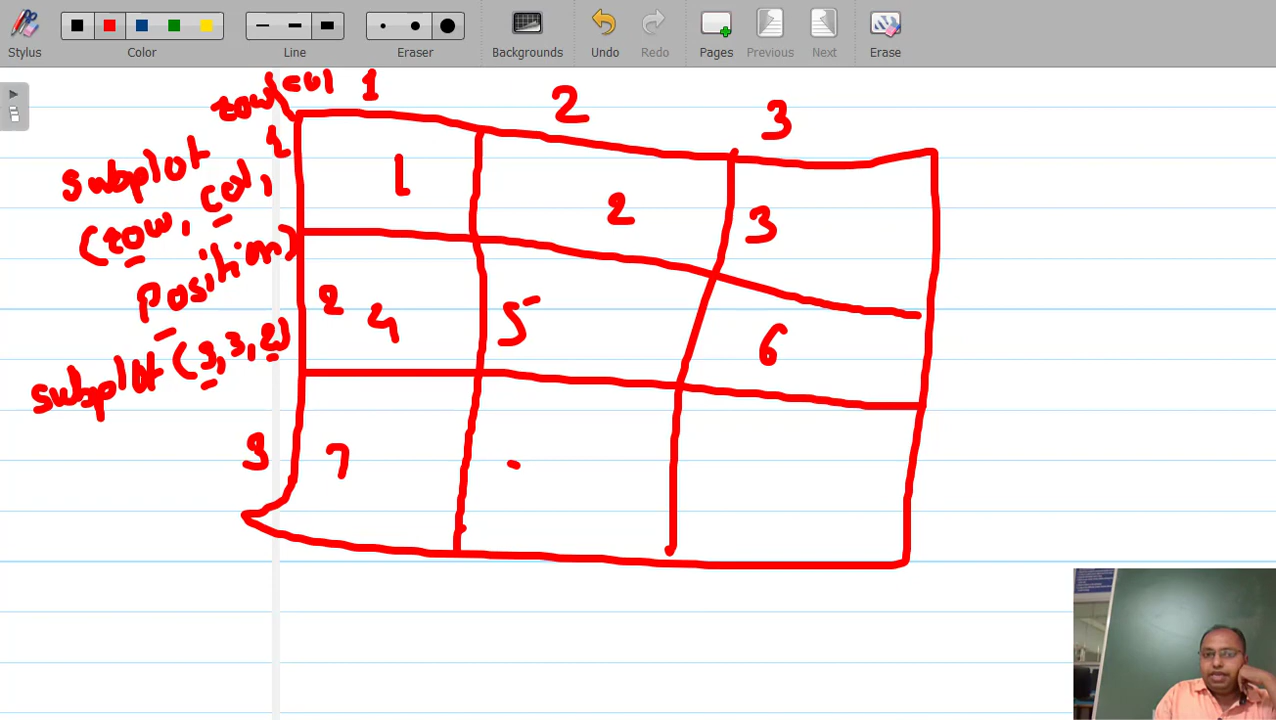 Stylus
Color
Line
Eraser
Backgrounds
Undo
Redo
Pages
Previous
Next
Erase
row col 1 2 3
1 1 2 3
subplot
(row, col,
Position)
2 4 5 6
subplot (3,3,2)
3 7